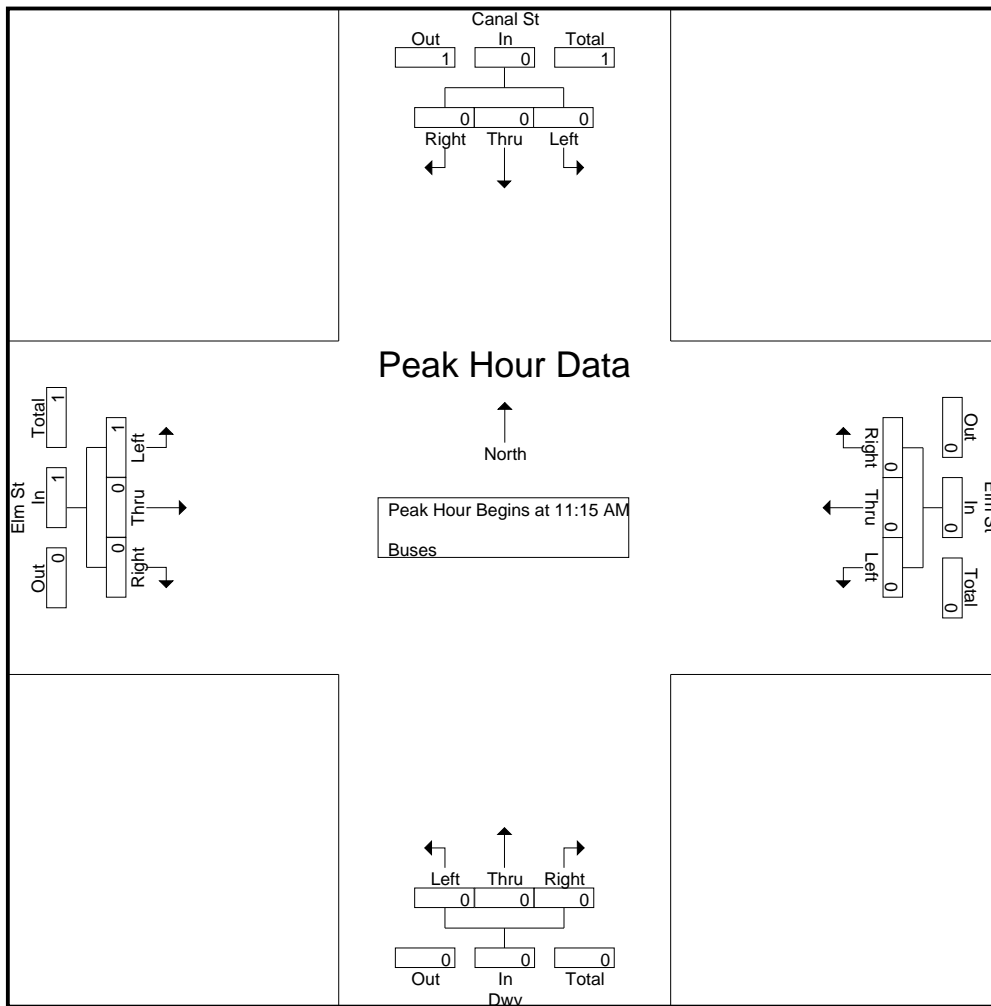 Canal St
Out In Total
1 0 1
0 0 0
Right Thru Left
Peak Hour Data
North
Peak Hour Begins at 11:15 AM
Buses
Elm St
Total In Out
1 1 0
1 0 0
Left Thru Right
Elm St
Out In Total
0 0 0
0 0 0
Right Thru Left
Left Thru Right
0 0 0
0 0 0
Out In Total
Dwy